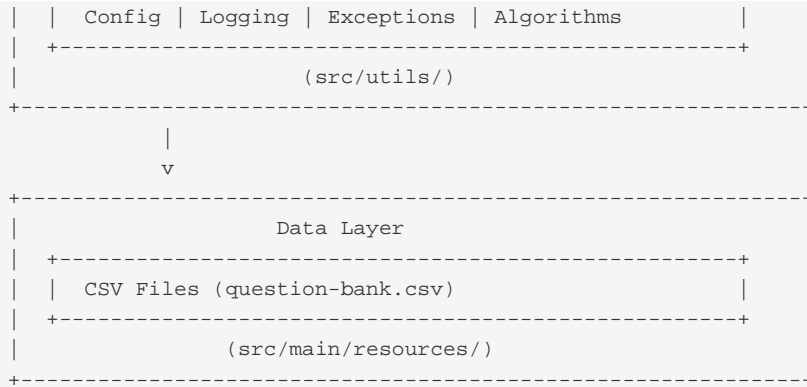 |  |  Config | Logging | Exceptions | Algorithms       |
|  +-----------------------------------------------------+
|                      (src/utils/)
+--------------------------------------------------------------
            |
            v
+--------------------------------------------------------------
|                    Data Layer
|  +-----------------------------------------------------+
|  |  CSV Files (question-bank.csv)                      |
|  +-----------------------------------------------------+
|                (src/main/resources/)
+--------------------------------------------------------------